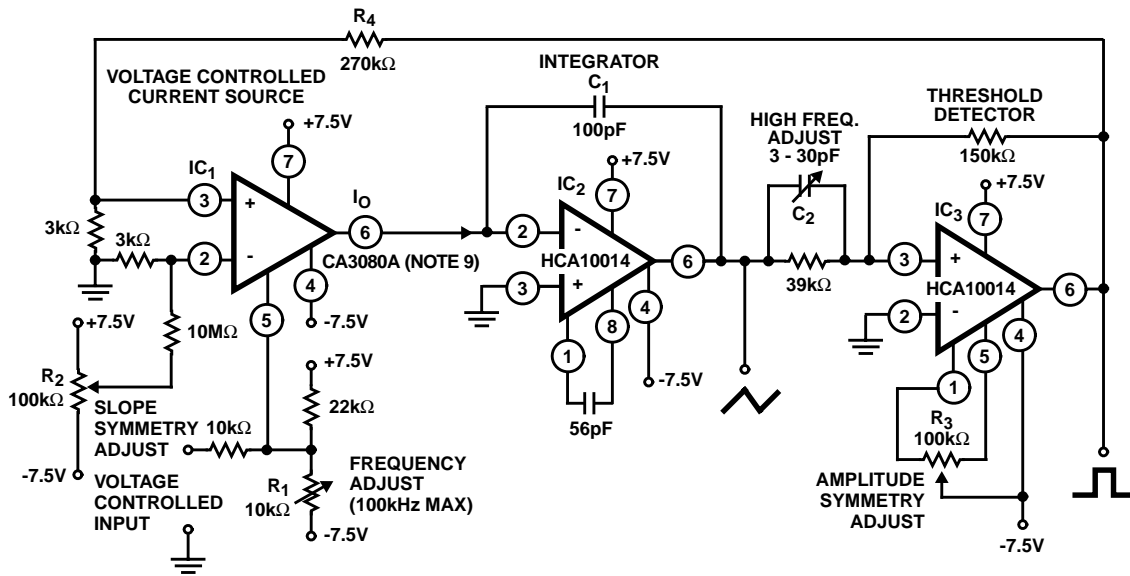 R4
270kΩ
VOLTAGE CONTROLLED
CURRENT SOURCE
+7.5V
7
IC1
3
+
3kΩ
3kΩ
2
-
IO
6
CA3080A (NOTE 9)
4
-7.5V
5
+7.5V
10MΩ
R2
100kΩ
SLOPE
SYMMETRY
ADJUST
-7.5V
VOLTAGE
CONTROLLED
INPUT
10kΩ
+7.5V
22kΩ
R1
10kΩ
FREQUENCY
ADJUST
(100kHz MAX)
-7.5V
INTEGRATOR
C1
100pF
+7.5V
7
IC2
2
-
HCA10014
6
3
+
4
8
1
-7.5V
56pF
HIGH FREQ.
ADJUST
3 - 30pF
C2
39kΩ
THRESHOLD
DETECTOR
150kΩ
+7.5V
7
IC3
3
+
HCA10014
6
2
-
4
5
1
R3
100kΩ
AMPLITUDE
SYMMETRY
ADJUST
-7.5V